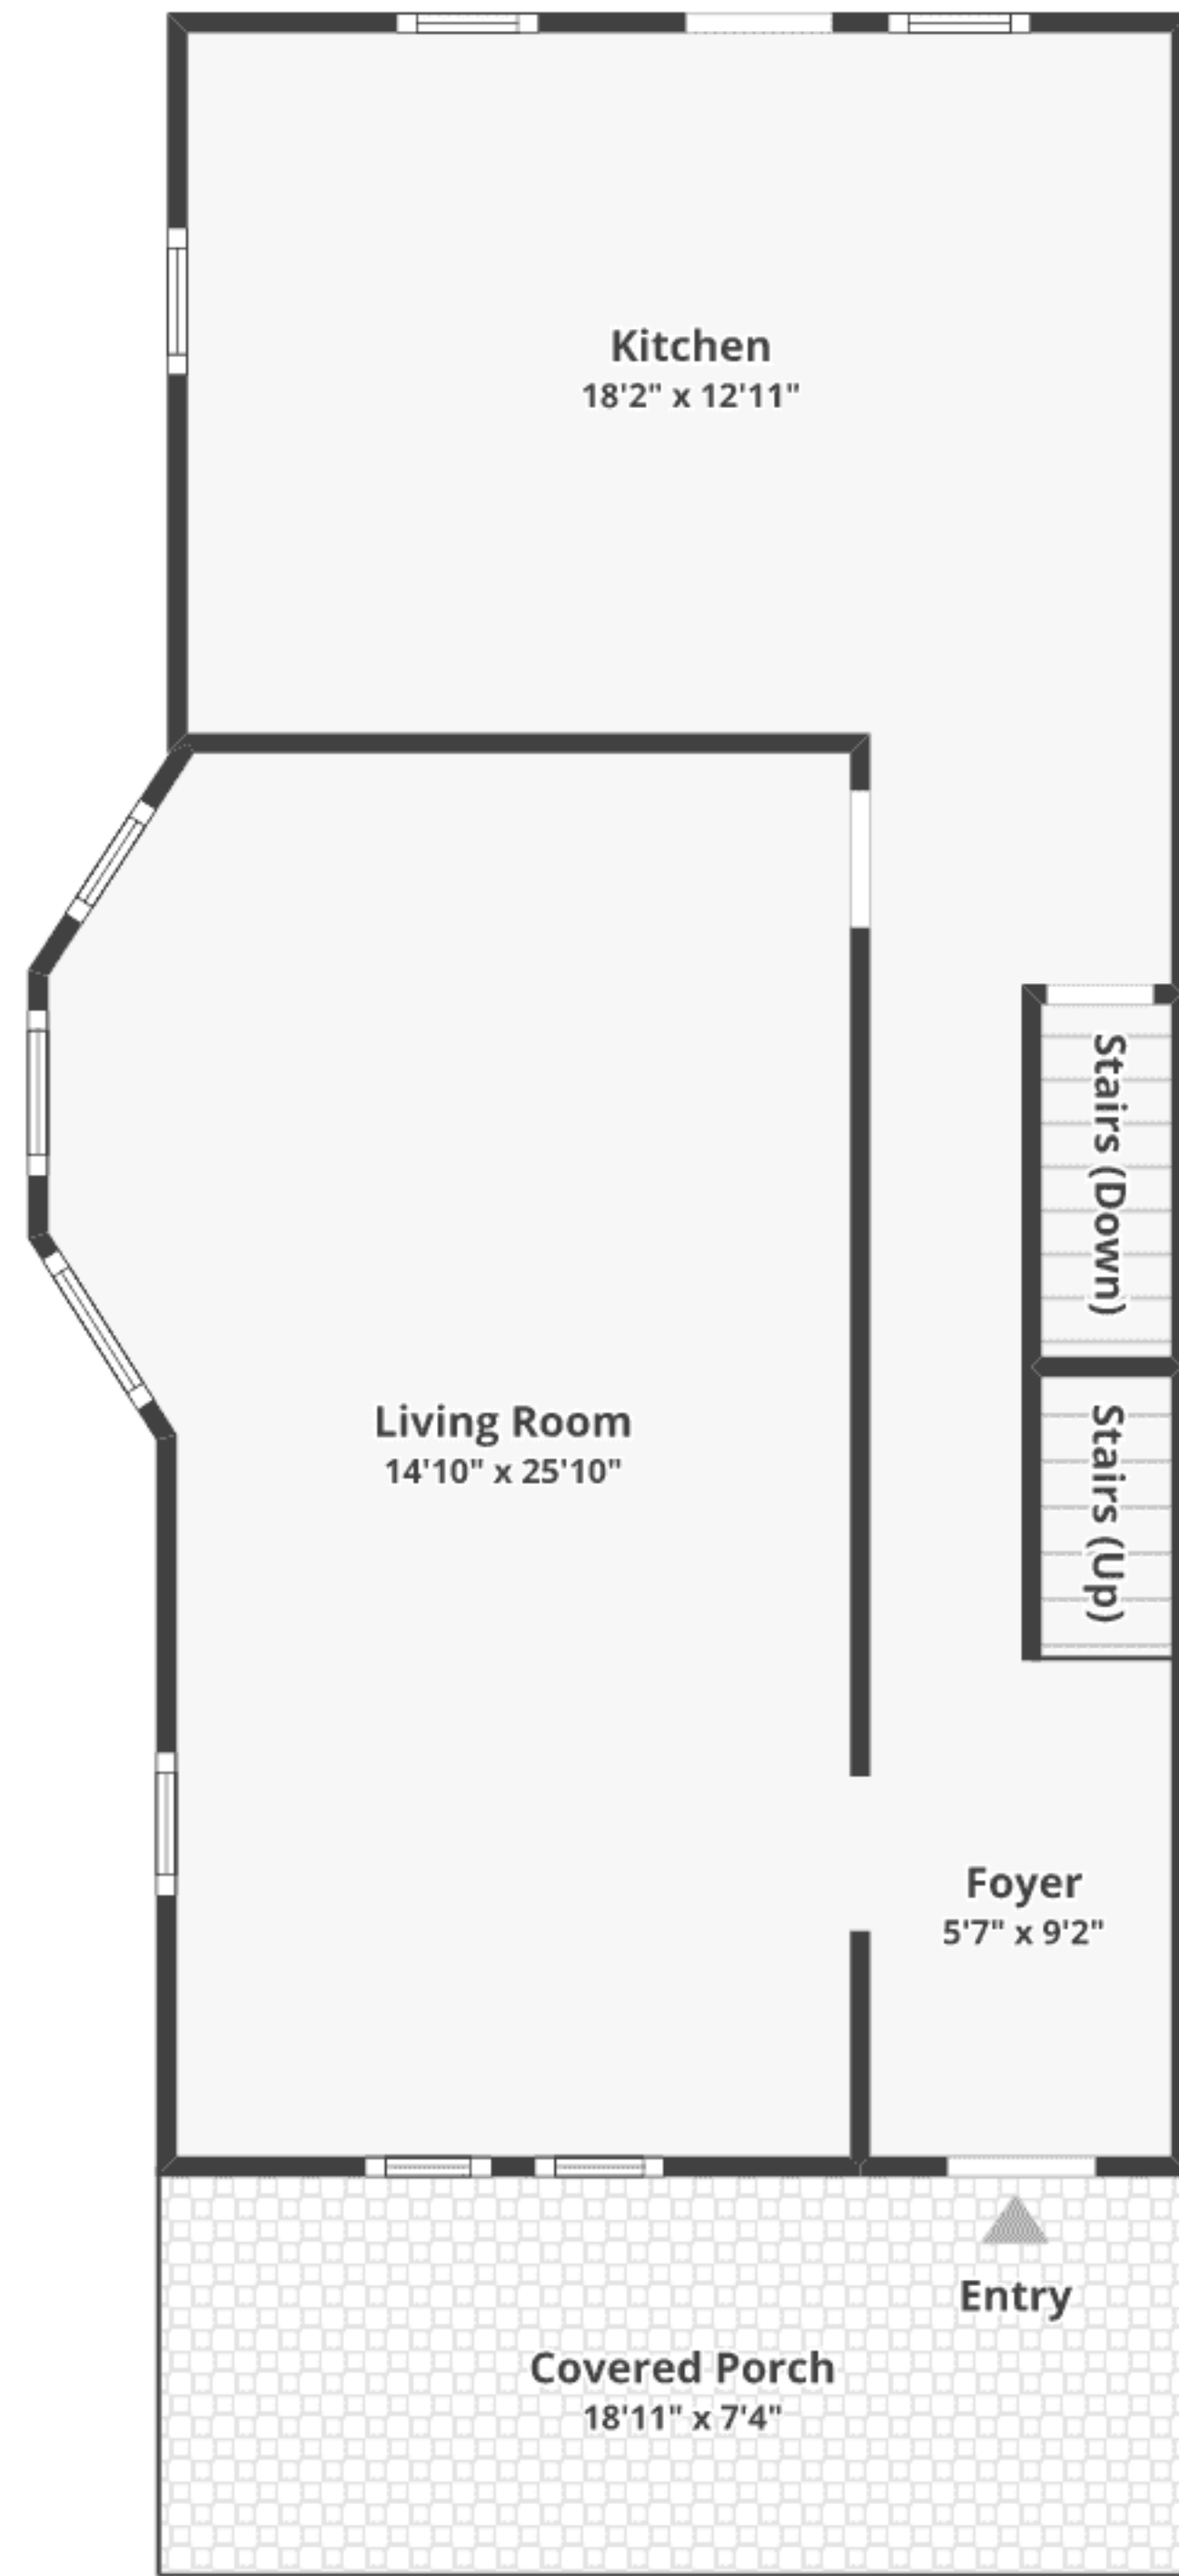 Kitchen
18'2" x 12'11"
Stairs (Down)
Living Room
14'10" x 25'10"
Stairs (Up)
Foyer
5'7" x 9'2"
Entry
Covered Porch
18'11" x 7'4"